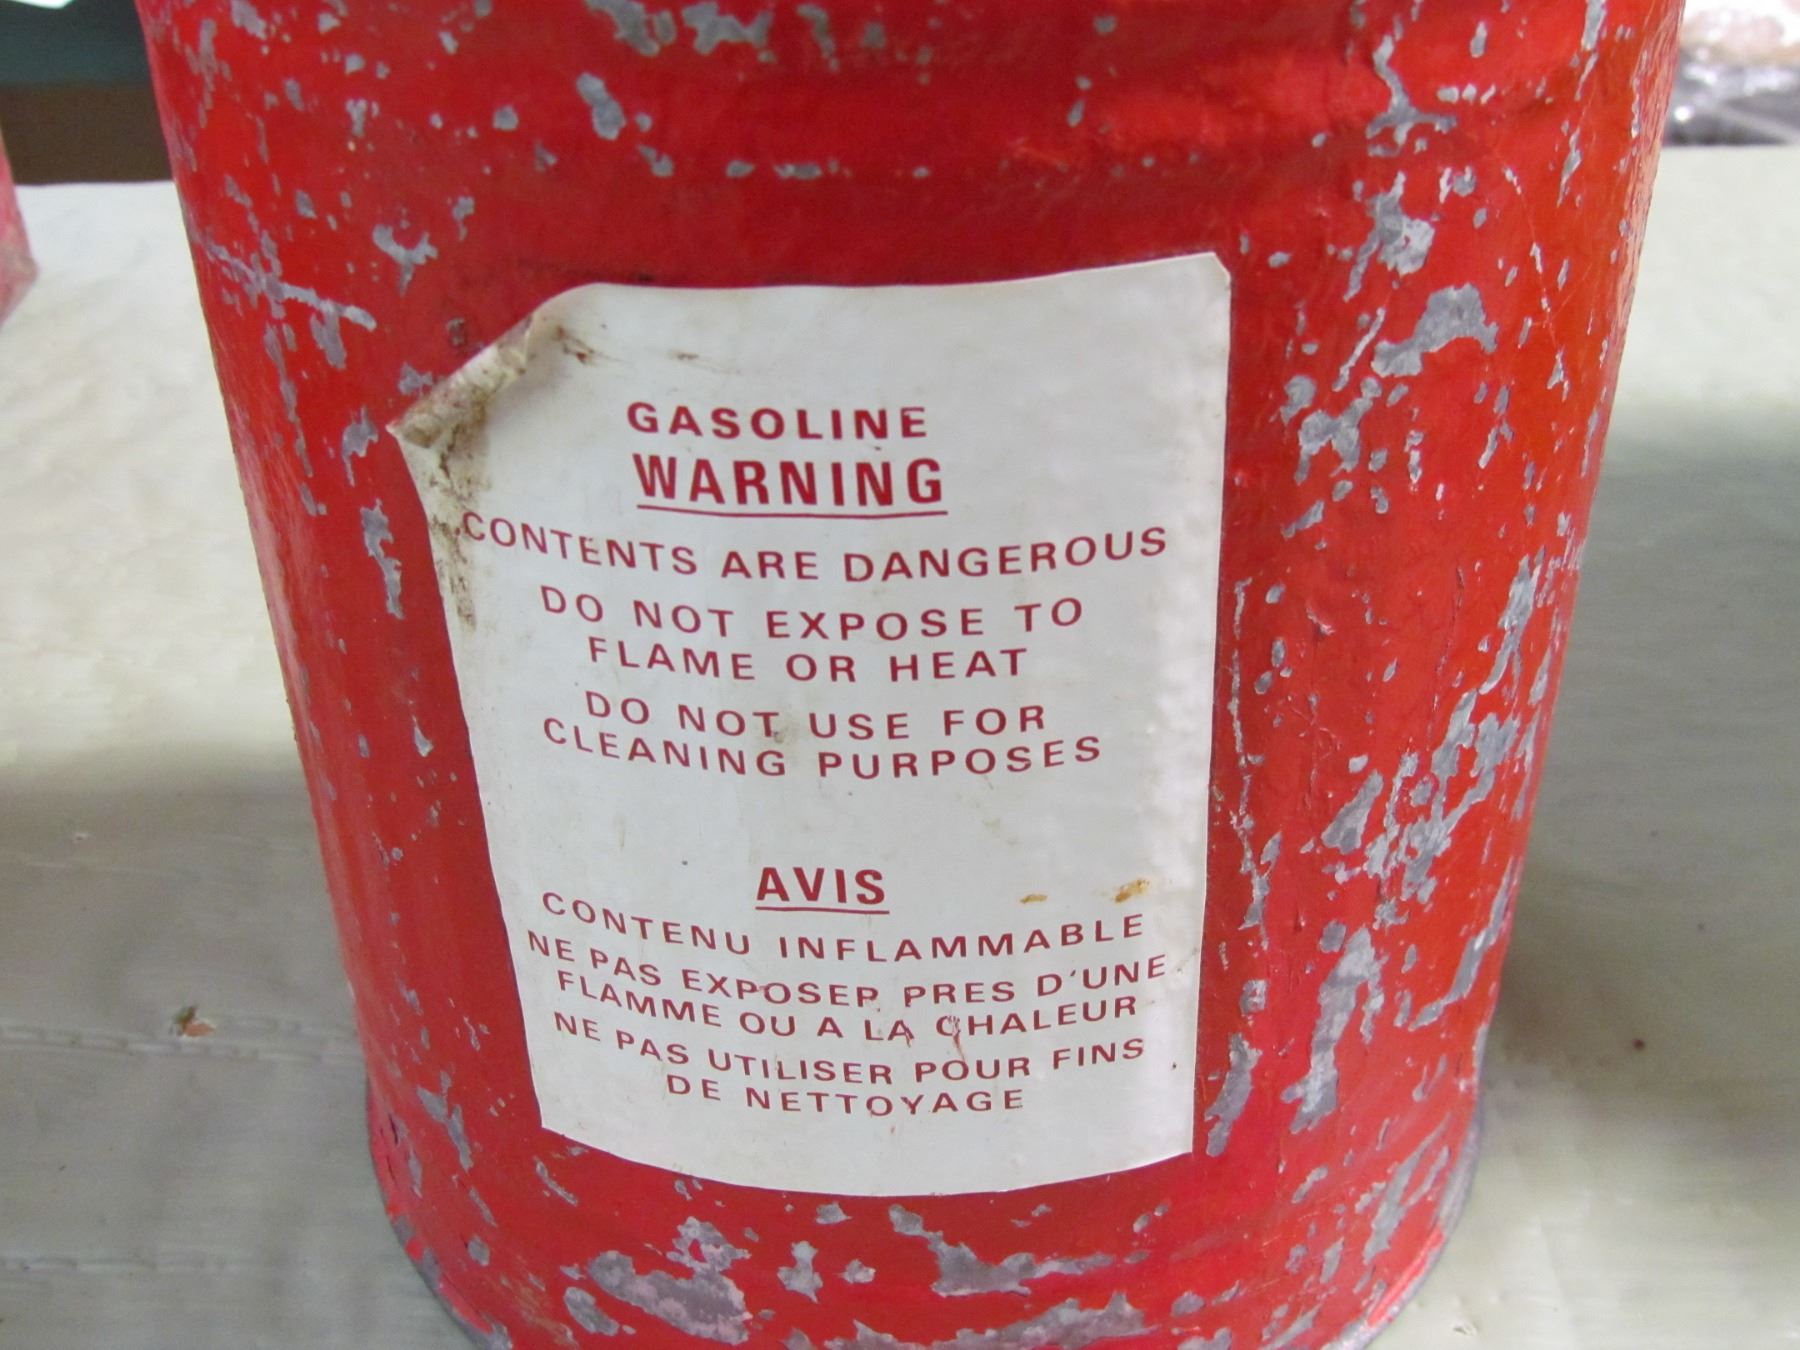 GASOLINE
WARNING
CONTENTS ARE DANGEROUS
DO NOT EXPOSE TO
FLAME OR HEAT
DO NOT USE FOR
CLEANING PURPOSES
AVIS
CONTENU INFLAMMABLE
NE PAS EXPOSER PRES D'UNE
FLAMME OU A LA CHALEUR
NE PAS UTILISER POUR FINS
DE NETTOYAGE